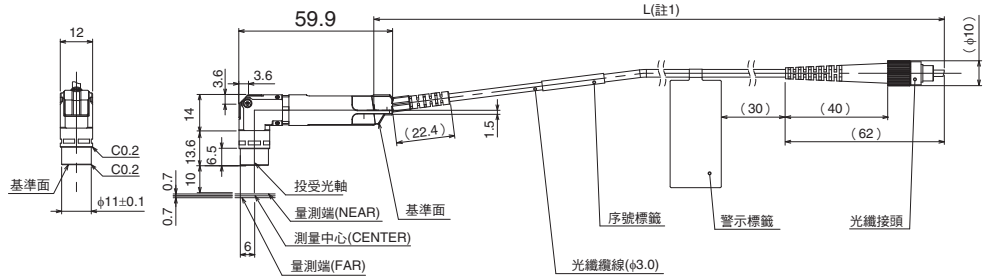 L(註1)
59.9
12
(ϕ10)
3.6
3.6
14
13.6
6.5
10
0.7
0.7
6
(22.4)
1.5
(30)
(40)
(62)
C0.2
C0.2
基準面
ϕ11±0.1
投受光軸
量測端(NEAR)
測量中心(CENTER)
量測端(FAR)
基準面
序號標籤
光纖纜線(ϕ3.0)
警示標籤
光纖接頭